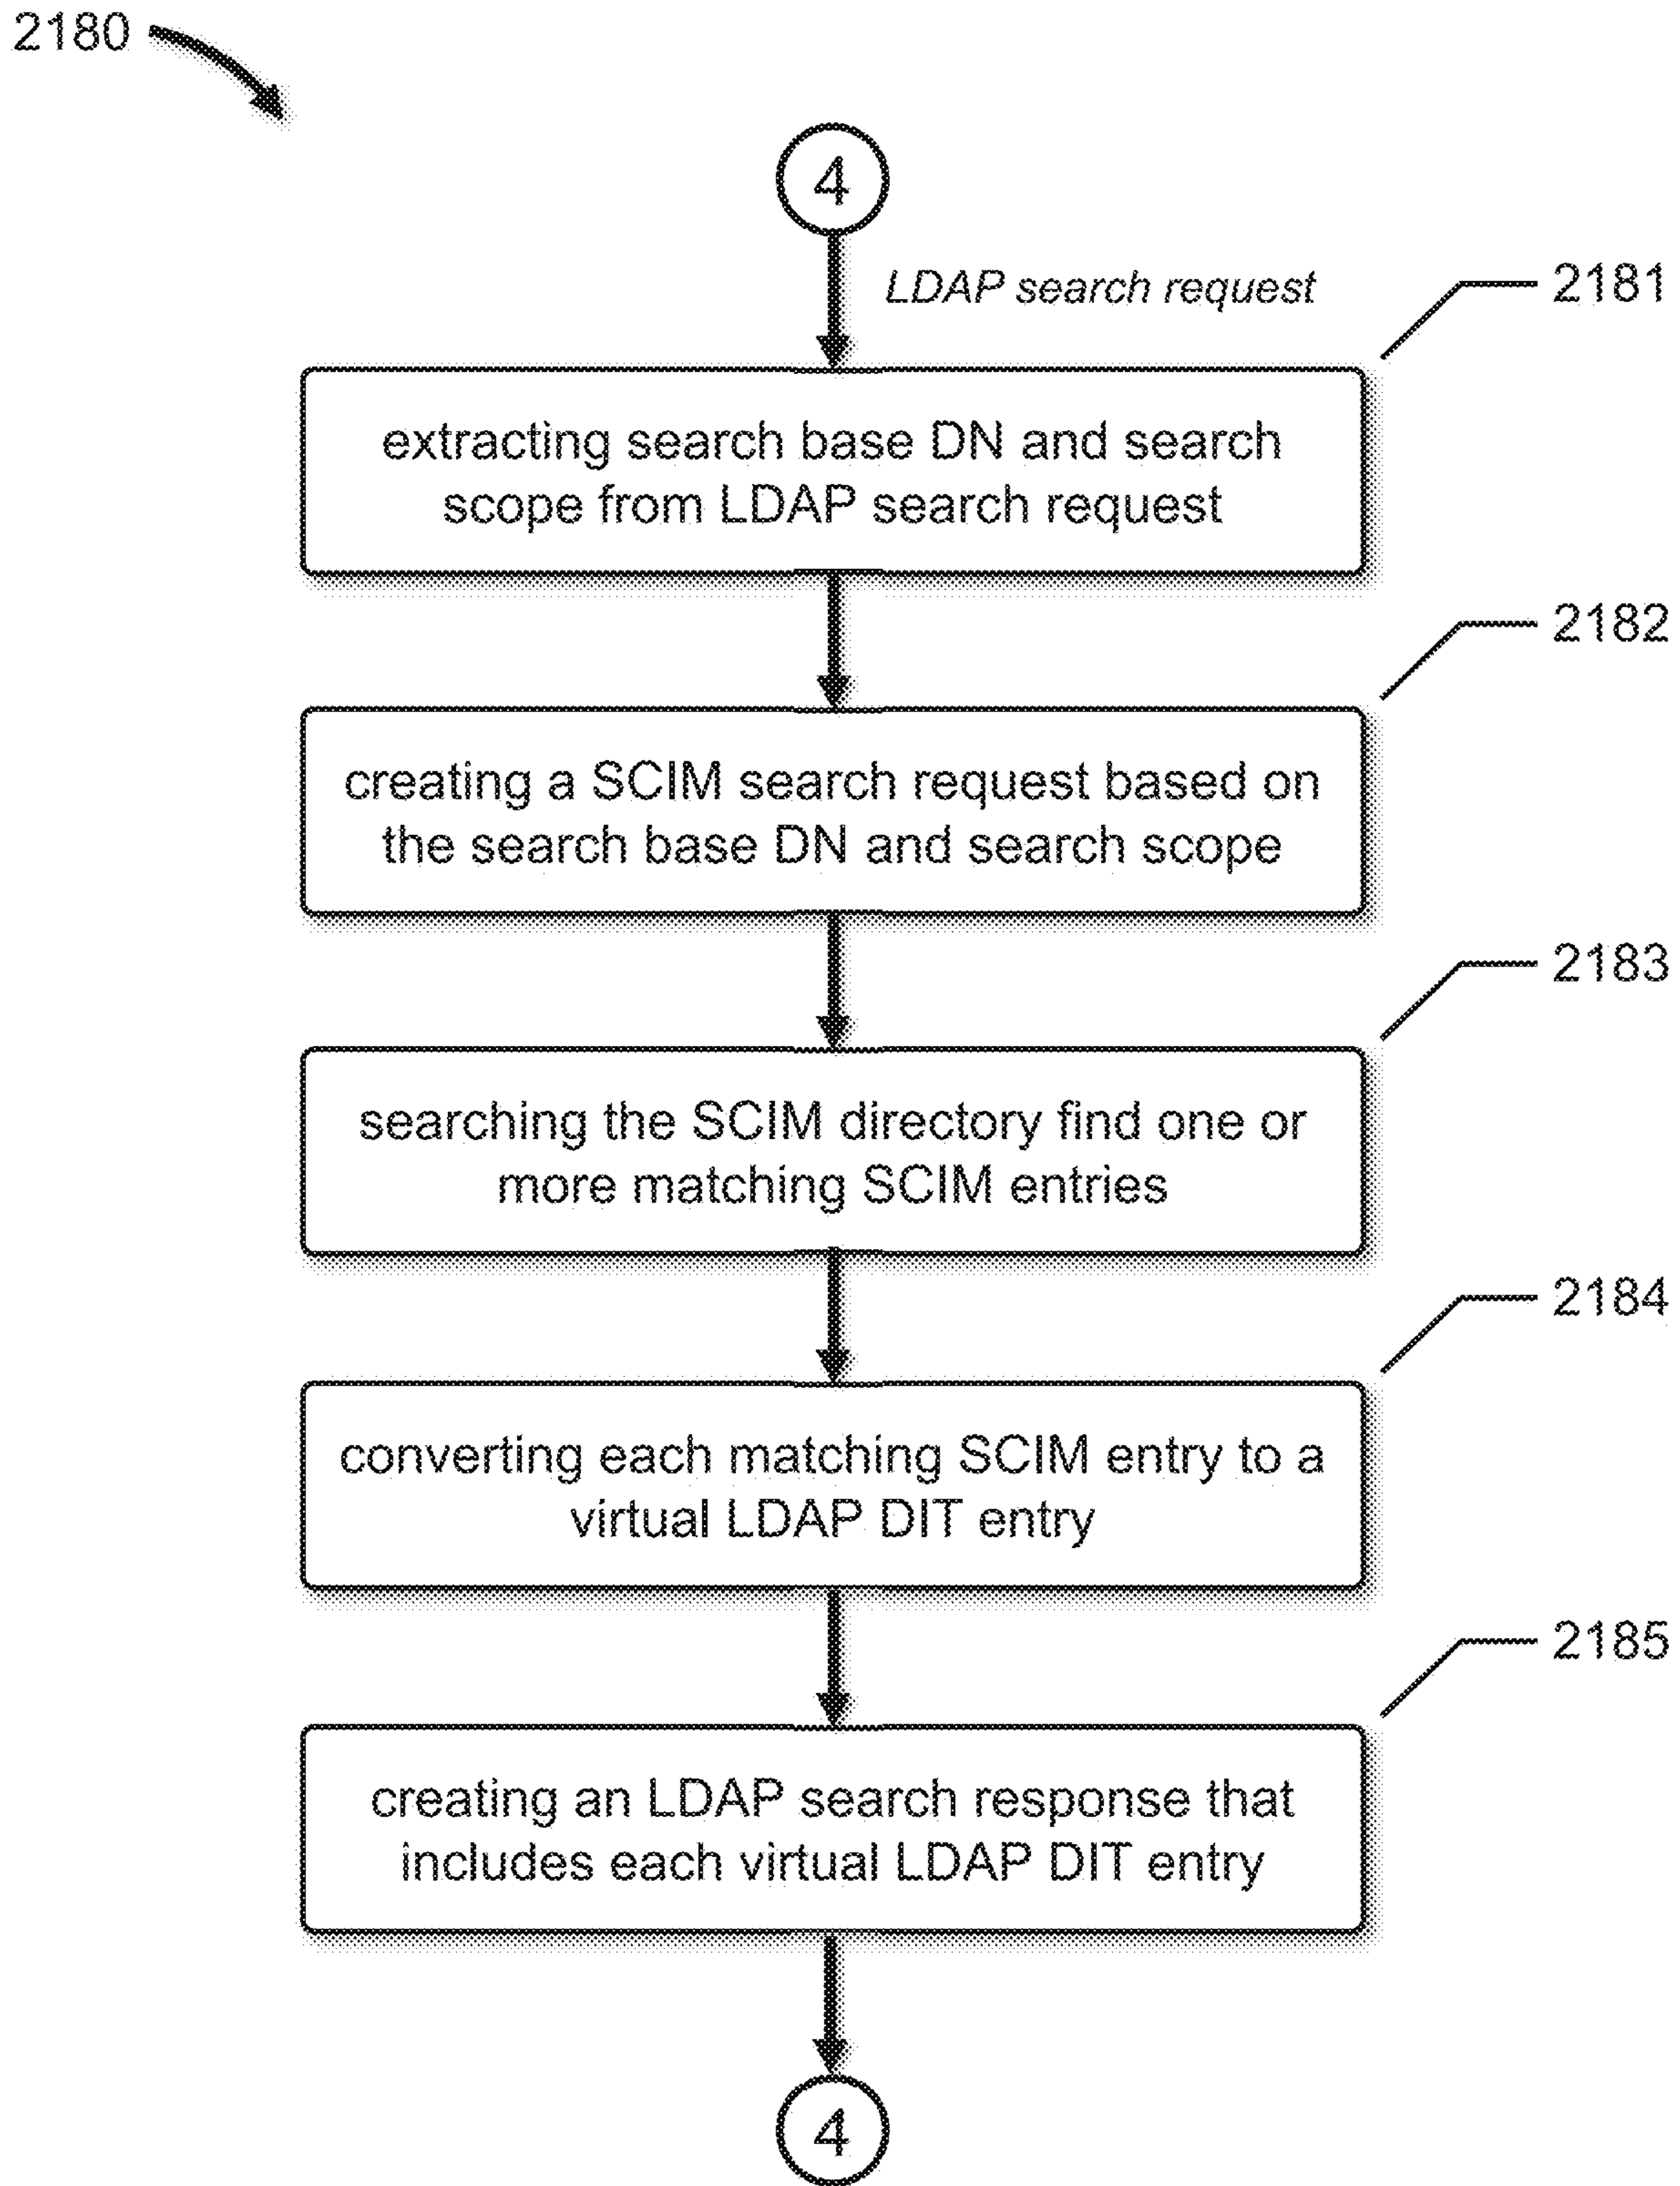 2180
4
LDAP search request
2181
extracting search base DN and search
scope from LDAP search request
2182
creating a SCIM search request based on
the search base DN and search scope
2183
searching the SCIM directory find one or
more matching SCIM entries
2184
converting each matching SCIM entry to a
virtual LDAP DIT entry
2185
creating an LDAP search response that
includes each virtual LDAP DIT entry
4